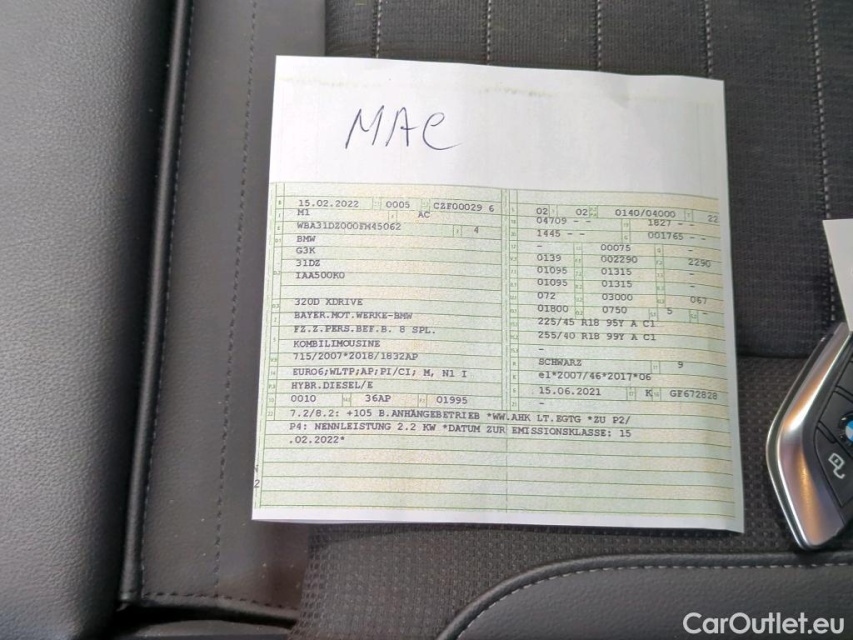 MAC
15.02.2022 0005 CZF00029 6
M1 AC
WBA31DZ000FM45062 4
BMW
G3K
31DZ
IAA500K0
320D XDRIVE
BAYER.MOT.WERKE-BMW
FZ.Z.PERS.BEF.B. 8 SPL.
KOMBILIMOUSINE
715/2007*2018/1832AP
EURO6;WLTP;AP;PI/CI; M, N1 I
HYBR.DIESEL/E
0010 36AP 01995
02 02 0140/04000 22
04709 - - 1827 - -
1445 - - 001765 - -
- 00075 -
0139 002290 2290
01095 01315 -
01095 01315 -
072 03000 067
01800 0750 5 -
225/45 R18 95Y A C1
255/40 R18 99Y A C1
-
SCHWARZ 9
e1*2007/46*2017*06
15.06.2021 K GF672828
-
7.2/8.2: +105 B.ANHÄNGEBETRIEB *WW.AHK LT.EGTG *ZU P2/
P4: NENNLEISTUNG 2.2 KW *DATUM ZUR EMISSIONSKLASSE: 15
.02.2022*
CarOutlet.eu